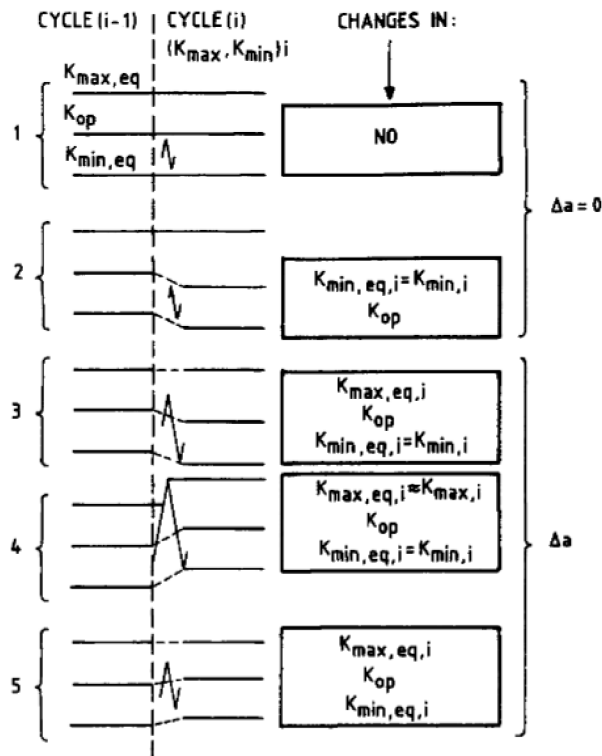 CYCLE (i-1) CYCLE (i) CHANGES IN:
(Kmax, Kmin)i
Kmax,eq
Kop
1
Kmin,eq
NO
Δa=0
2
Kmin,eq,i=Kmin,i
Kop
3
Kmax,eq,i
Kop
Kmin,eq,i=Kmin,i
4
Kmax,eq,i≈Kmax,i
Kop
Kmin,eq,i=Kmin,i
Δa
5
Kmax,eq,i
Kop
Kmin,eq,i